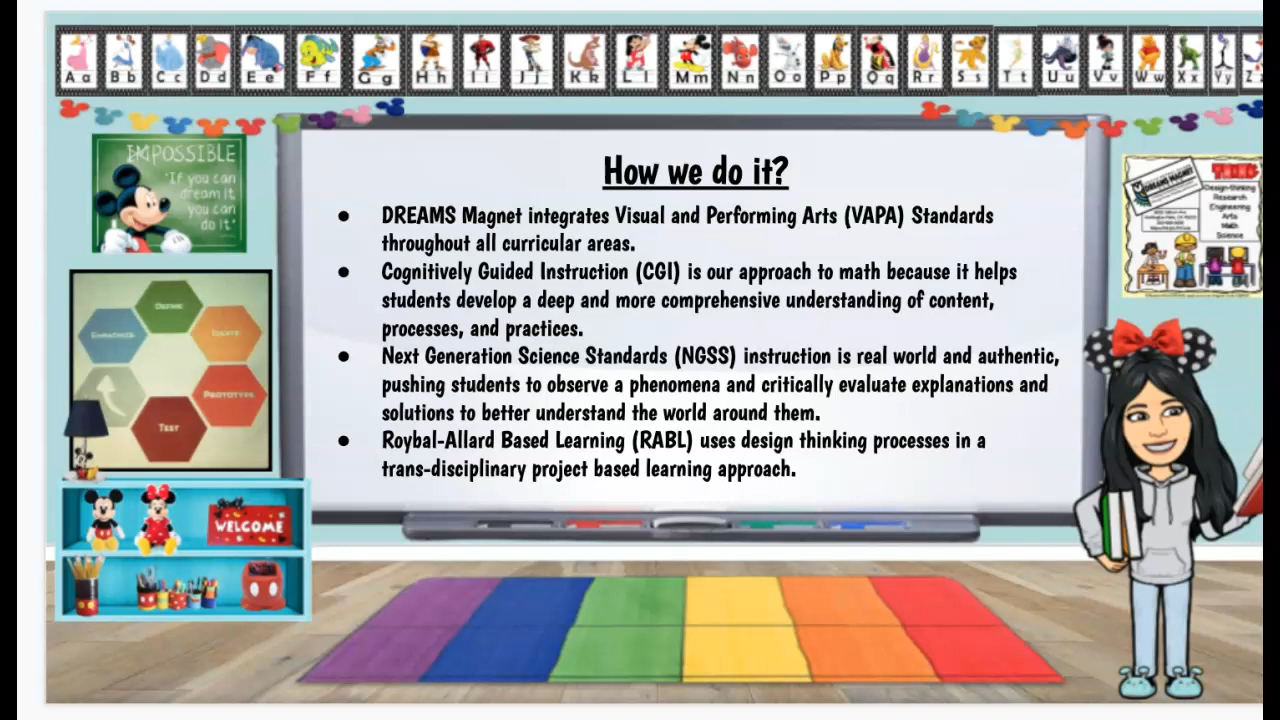 Aa Bb Cc Dd Ee Ff Gg Hh Ii Jj Kk Ll Mm Nn Oo Pp Qq Rr Ss Tt Uu Vv Ww Xx Yy
IMPOSSIBLE
"If you can
dream it,
you can
do it"
How we do it?
● DREAMS Magnet integrates Visual and Performing Arts (VAPA) Standards
throughout all curricular areas.
● Cognitively Guided Instruction (CGI) is our approach to math because it helps
students develop a deep and more comprehensive understanding of content,
processes, and practices.
● Next Generation Science Standards (NGSS) instruction is real world and authentic,
pushing students to observe a phenomena and critically evaluate explanations and
solutions to better understand the world around them.
● Roybal-Allard Based Learning (RABL) uses design thinking processes in a
trans-disciplinary project based learning approach.
DREAMS MAGNET
Design-thinking
Research
Engineering
Arts
Math
Science
DEFINE
EMPATHIZE
IDEATE
PROTOTYPE
TEST
WELCOME